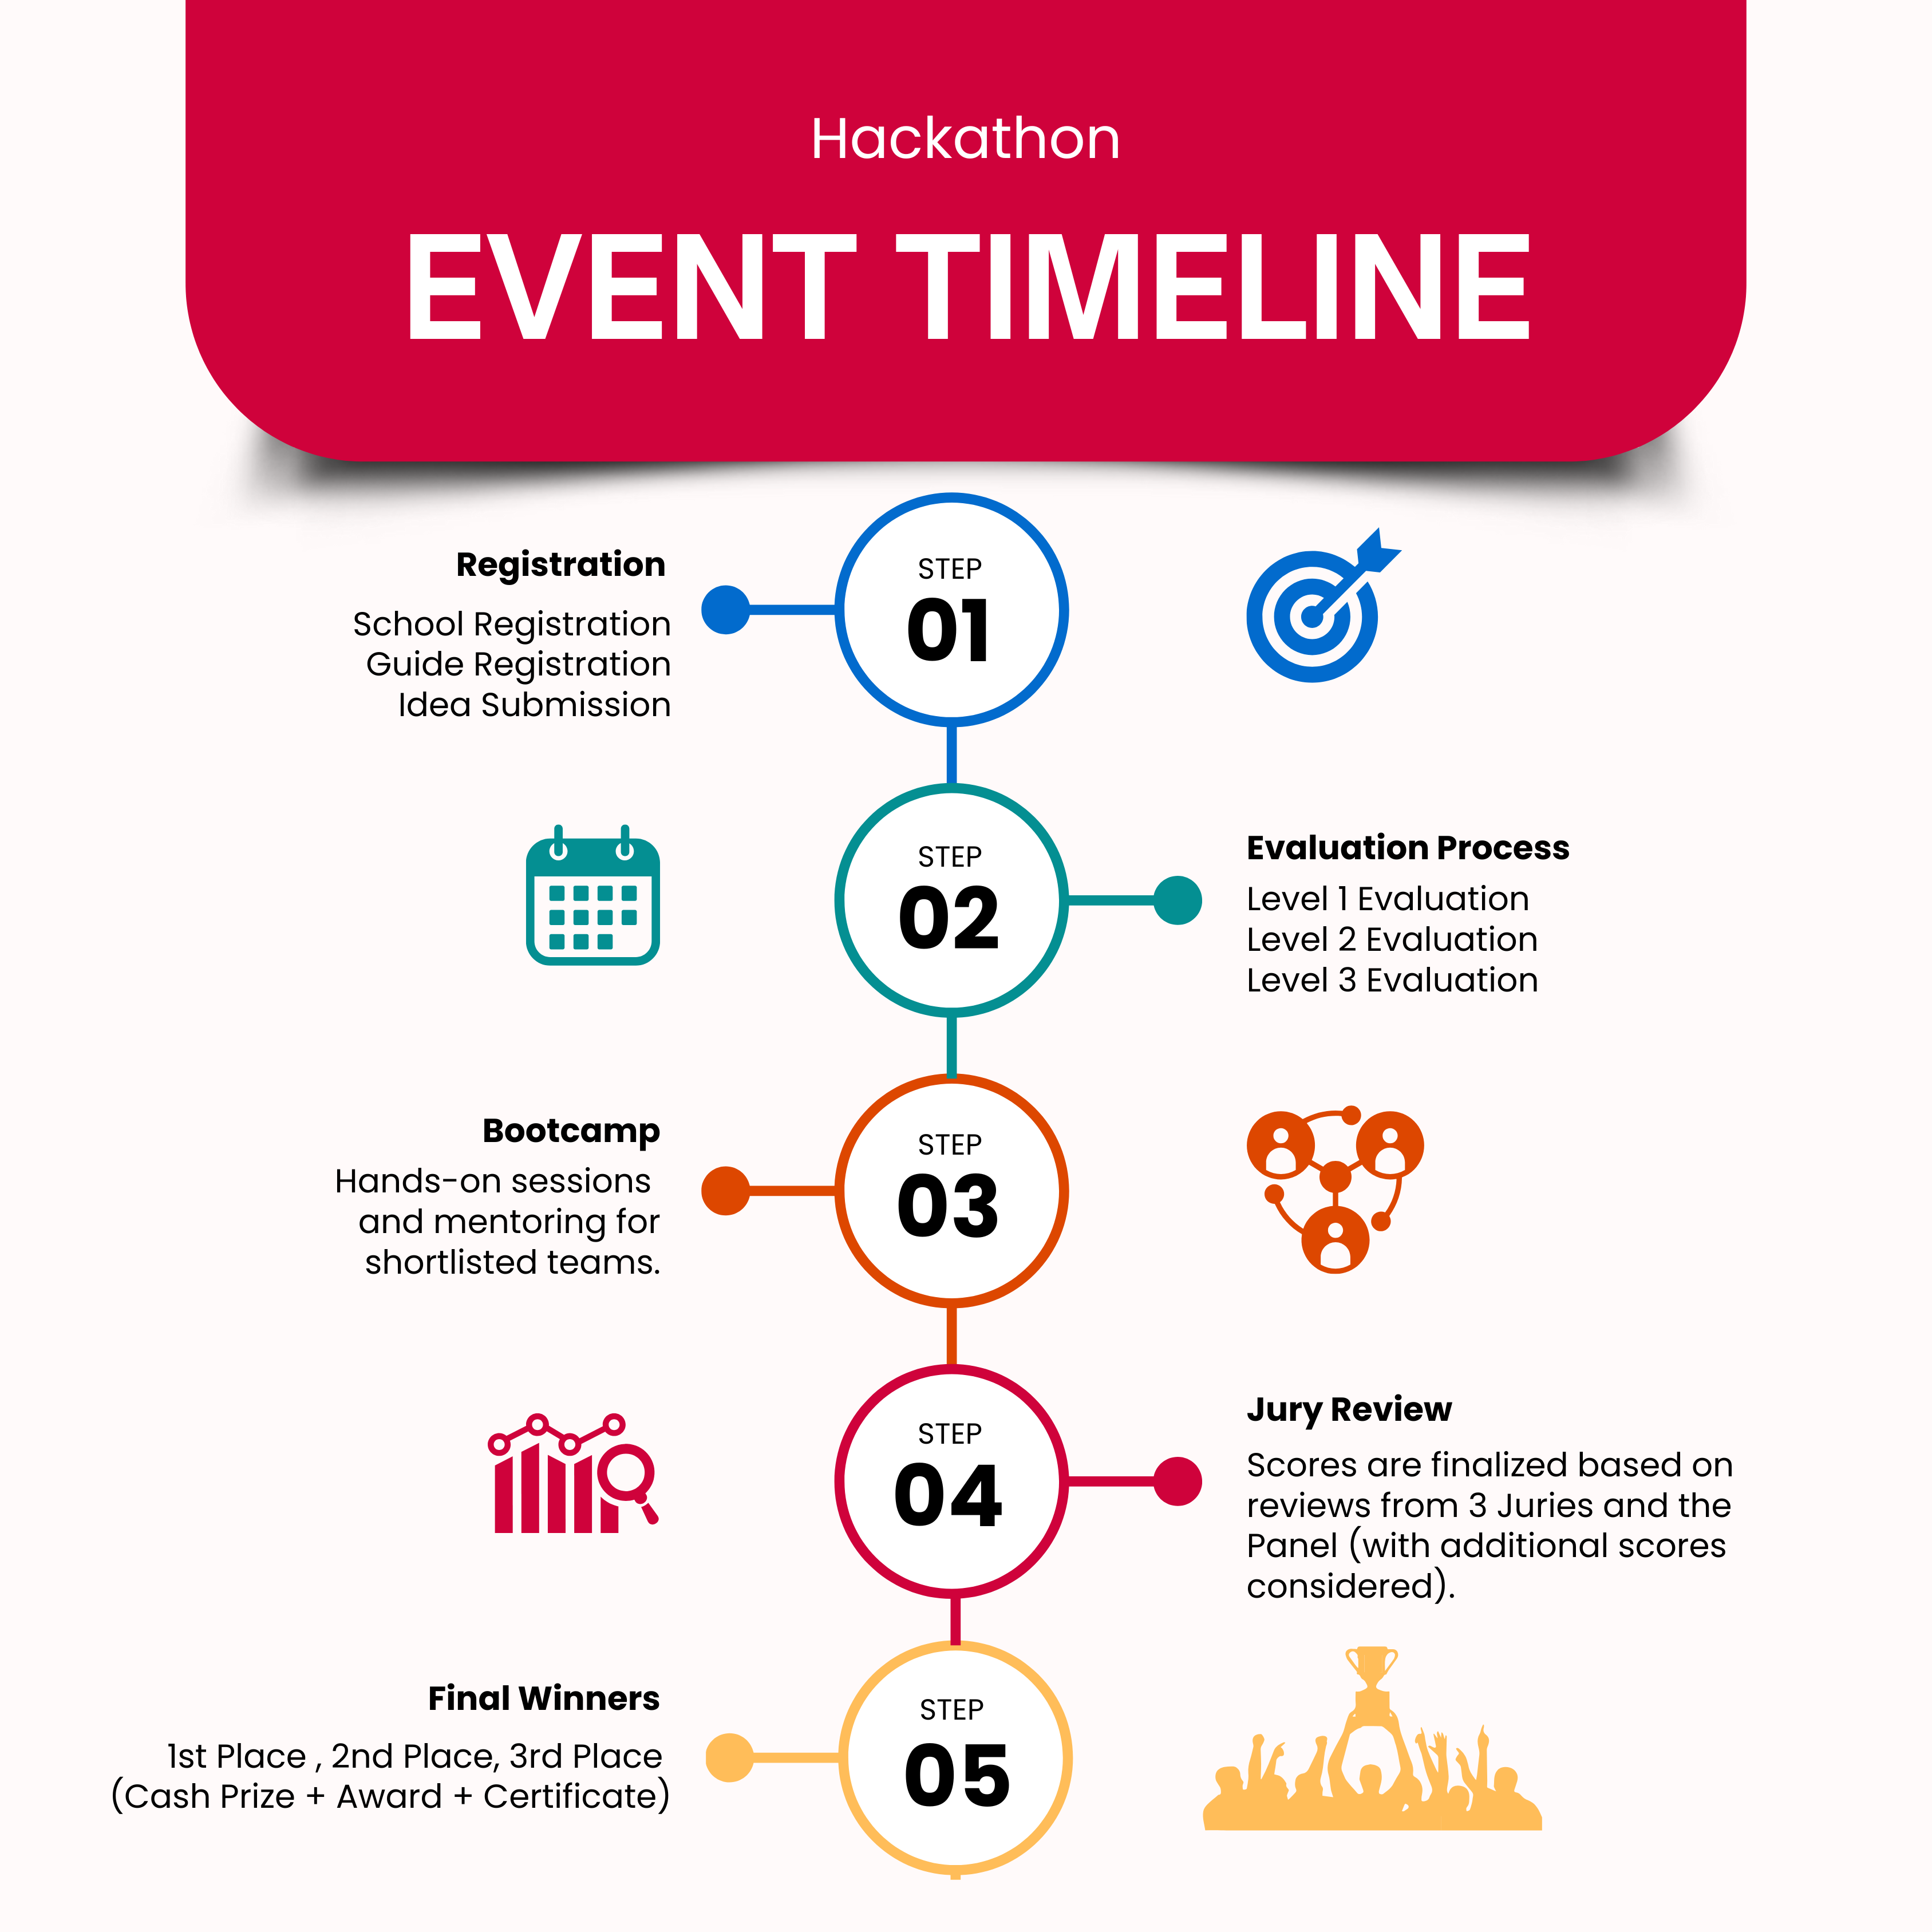 Hackathon
EVENT TIMELINE
STEP
01
Registration
School Registration
Guide Registration
Idea Submission
STEP
02
Evaluation Process
Level 1 Evaluation
Level 2 Evaluation
Level 3 Evaluation
STEP
03
Bootcamp
Hands-on sessions
and mentoring for
shortlisted teams.
STEP
04
Jury Review
Scores are finalized based on
reviews from 3 Juries and the
Panel (with additional scores
considered).
STEP
05
Final Winners
1st Place , 2nd Place, 3rd Place
(Cash Prize + Award + Certificate)